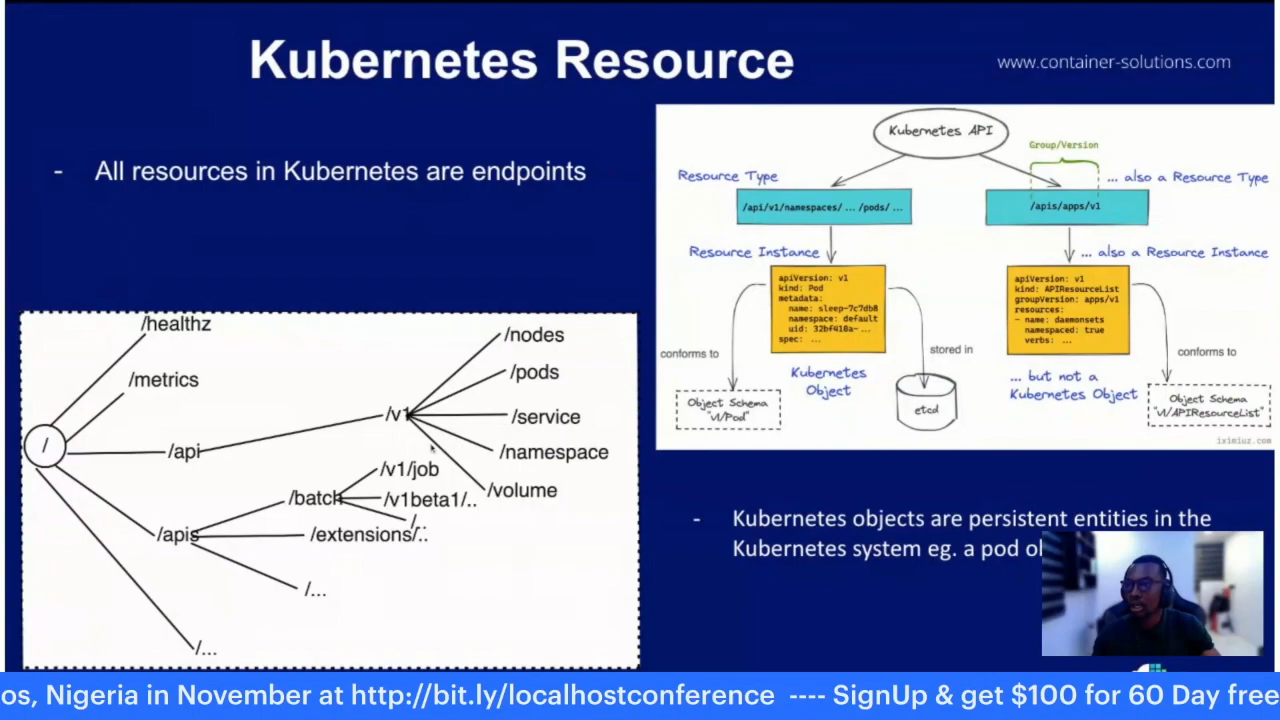 Kubernetes Resource
www.container-solutions.com
- All resources in Kubernetes are endpoints
Kubernetes API
Group/Version
Resource Type
... also a Resource Type
/api/v1/namespaces/ ... /pods/ ...
/apis/apps/v1
Resource Instance
... also a Resource Instance
apiVersion: v1
kind: Pod
metadata:
name: sleep-7c7db8
namespace: default
uid: 32bf418a- ...
spec: ...
apiVersion: v1
kind: APIResourceList
groupVersion: apps/v1
resources:
- name: daemonsets
namespaced: true
verbs: ...
conforms to
stored in
conforms to
Kubernetes
Object
... but not a
Kubernetes Object
Object Schema
"v1/Pod"
etcd
Object Schema
"v1/APIResourceList"
iximiuz.com
/healthz
/nodes
/metrics
/pods
/
/api
/v1
/service
/namespace
/v1/job
/volume
/batch
/v1beta1/..
/..
/apis
/extensions/..
/...
/...
- Kubernetes objects are persistent entities in the
Kubernetes system eg. a pod
os, Nigeria in November at http://bit.ly/localhostconference ---- SignUp & get $100 for 60 Day free